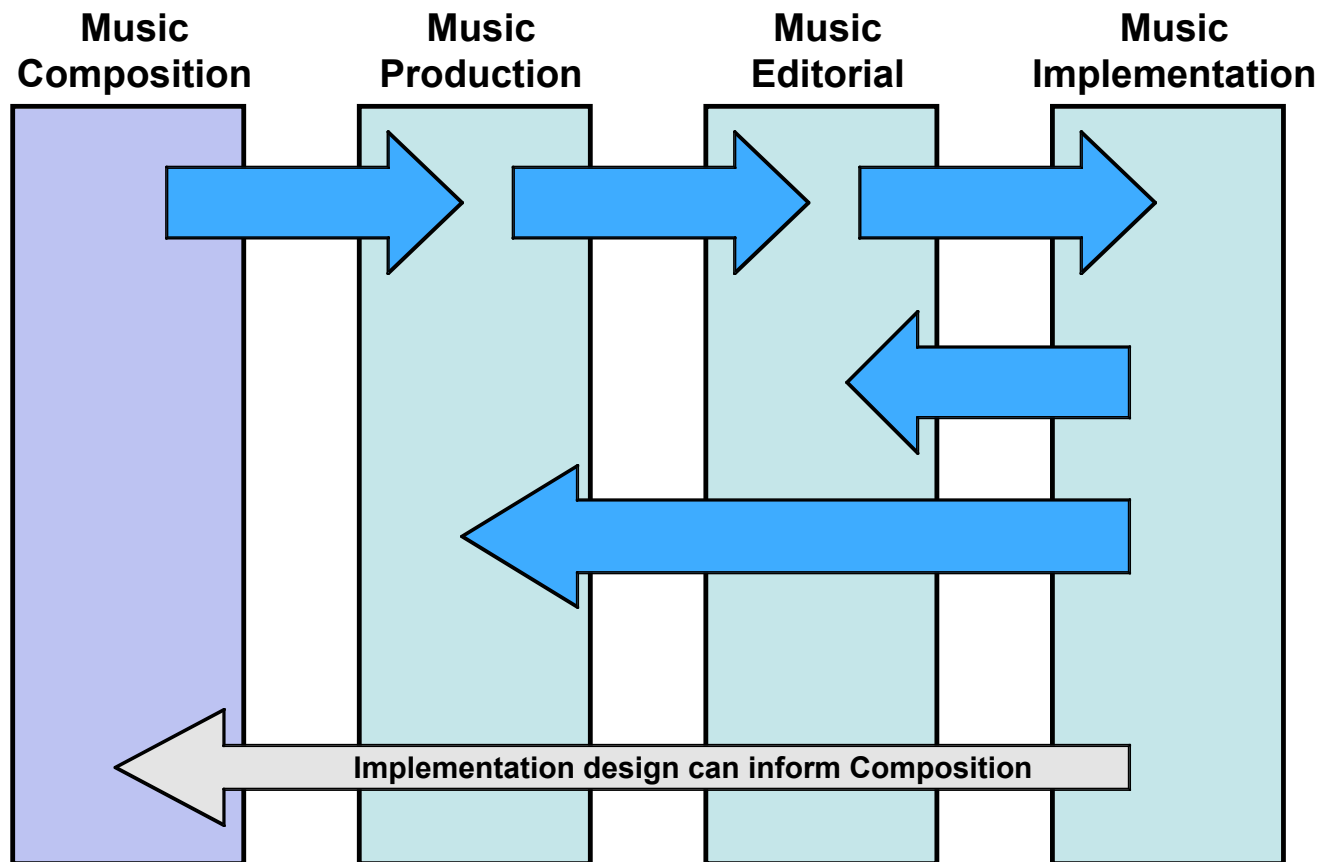 Music
Composition
Music
Production
Music
Editorial
Music
Implementation
Implementation design can inform Composition